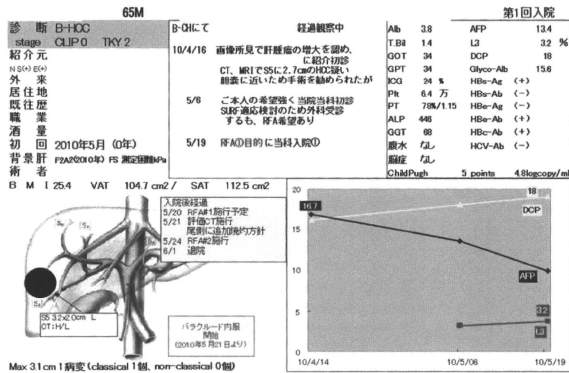 65M
第1回入院
診断 B-HCC
stage CLIP 0 TKY 2
紹介元
NS(+) E(+)
外来
居住地
既往歴
職業
酒量
初回 2010年5月 (0年)
背景肝 F2A2(2010年) FS 測定困難kPa
術者
B-CHにて 経過観察中
10/4/16 画像所見で肝腫瘤の増大を認め、
に紹介初診
CT、MRIでS5に2.7cmのHCC疑い
胆嚢に近いため手術を勧められたが
5/6 ご本人の希望強く当院当科初診
SURF適応検討のため外科受診
するも、RFA希望あり
5/19 RFA①目的に当科入院①
Alb 3.8 AFP 13.4
T.Bil 1.4 L3 3.2 %
GOT 34 DCP 18
GPT 34 Glyco-Alb 15.6
ICG 24 % HBs-Ag (+)
Plt 6.4 万 HBs-Ab (-)
PT 78%/1.15 HBe-Ag (-)
ALP 446 HBe-Ab (+)
GGT 68 HBc-Ab (+)
腹水 なし HCV-Ab (-)
脳症 なし
ChildPugh 5 points 4.8logcopy/ml
BMI 25.4 VAT 104.7 cm2 / SAT 112.5 cm2
入院後経過
5/20 RFA#1施行予定
5/21 評価CT施行
尾側に追加焼灼方針
5/24 RFA#2施行
6/1 退院
S5 3.2x2.0cm L
CT:H/L
バラクルード内服
開始
(2010年5月21日より)
Max 3.1cm 1病変 (classical 1個、non-classical 0個)
20
15
10
5
0
16.7
18
DCP
AFP
3.2
L3
10/4/14 10/5/06 10/5/19